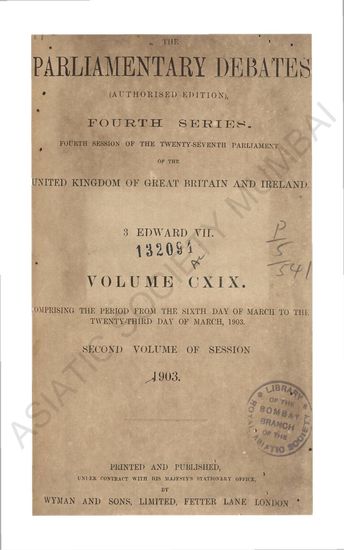 THE
PARLIAMENTARY DEBATES
(AUTHORISED EDITION),
FOURTH SERIES.
FOURTH SESSION OF THE TWENTY-SEVENTH PARLIAMENT
OF THE
UNITED KINGDOM OF GREAT BRITAIN AND IRELAND.
3 EDWARD VII.
132091
VOLUME CXIX.
COMPRISING THE PERIOD FROM THE SIXTH DAY OF MARCH TO THE
TWENTY-THIRD DAY OF MARCH, 1903.
SECOND VOLUME OF SESSION
1903.
P
5
541
LIBRARY
OF THE
BOMBAY
BRANCH
OF THE
ROYAL ASIATIC SOCIETY
PRINTED AND PUBLISHED,
UNDER CONTRACT WITH HIS MAJESTY'S STATIONERY OFFICE,
BY
WYMAN AND SONS, LIMITED, FETTER LANE LONDON
ASIATIC SOCIETY MUMBAI